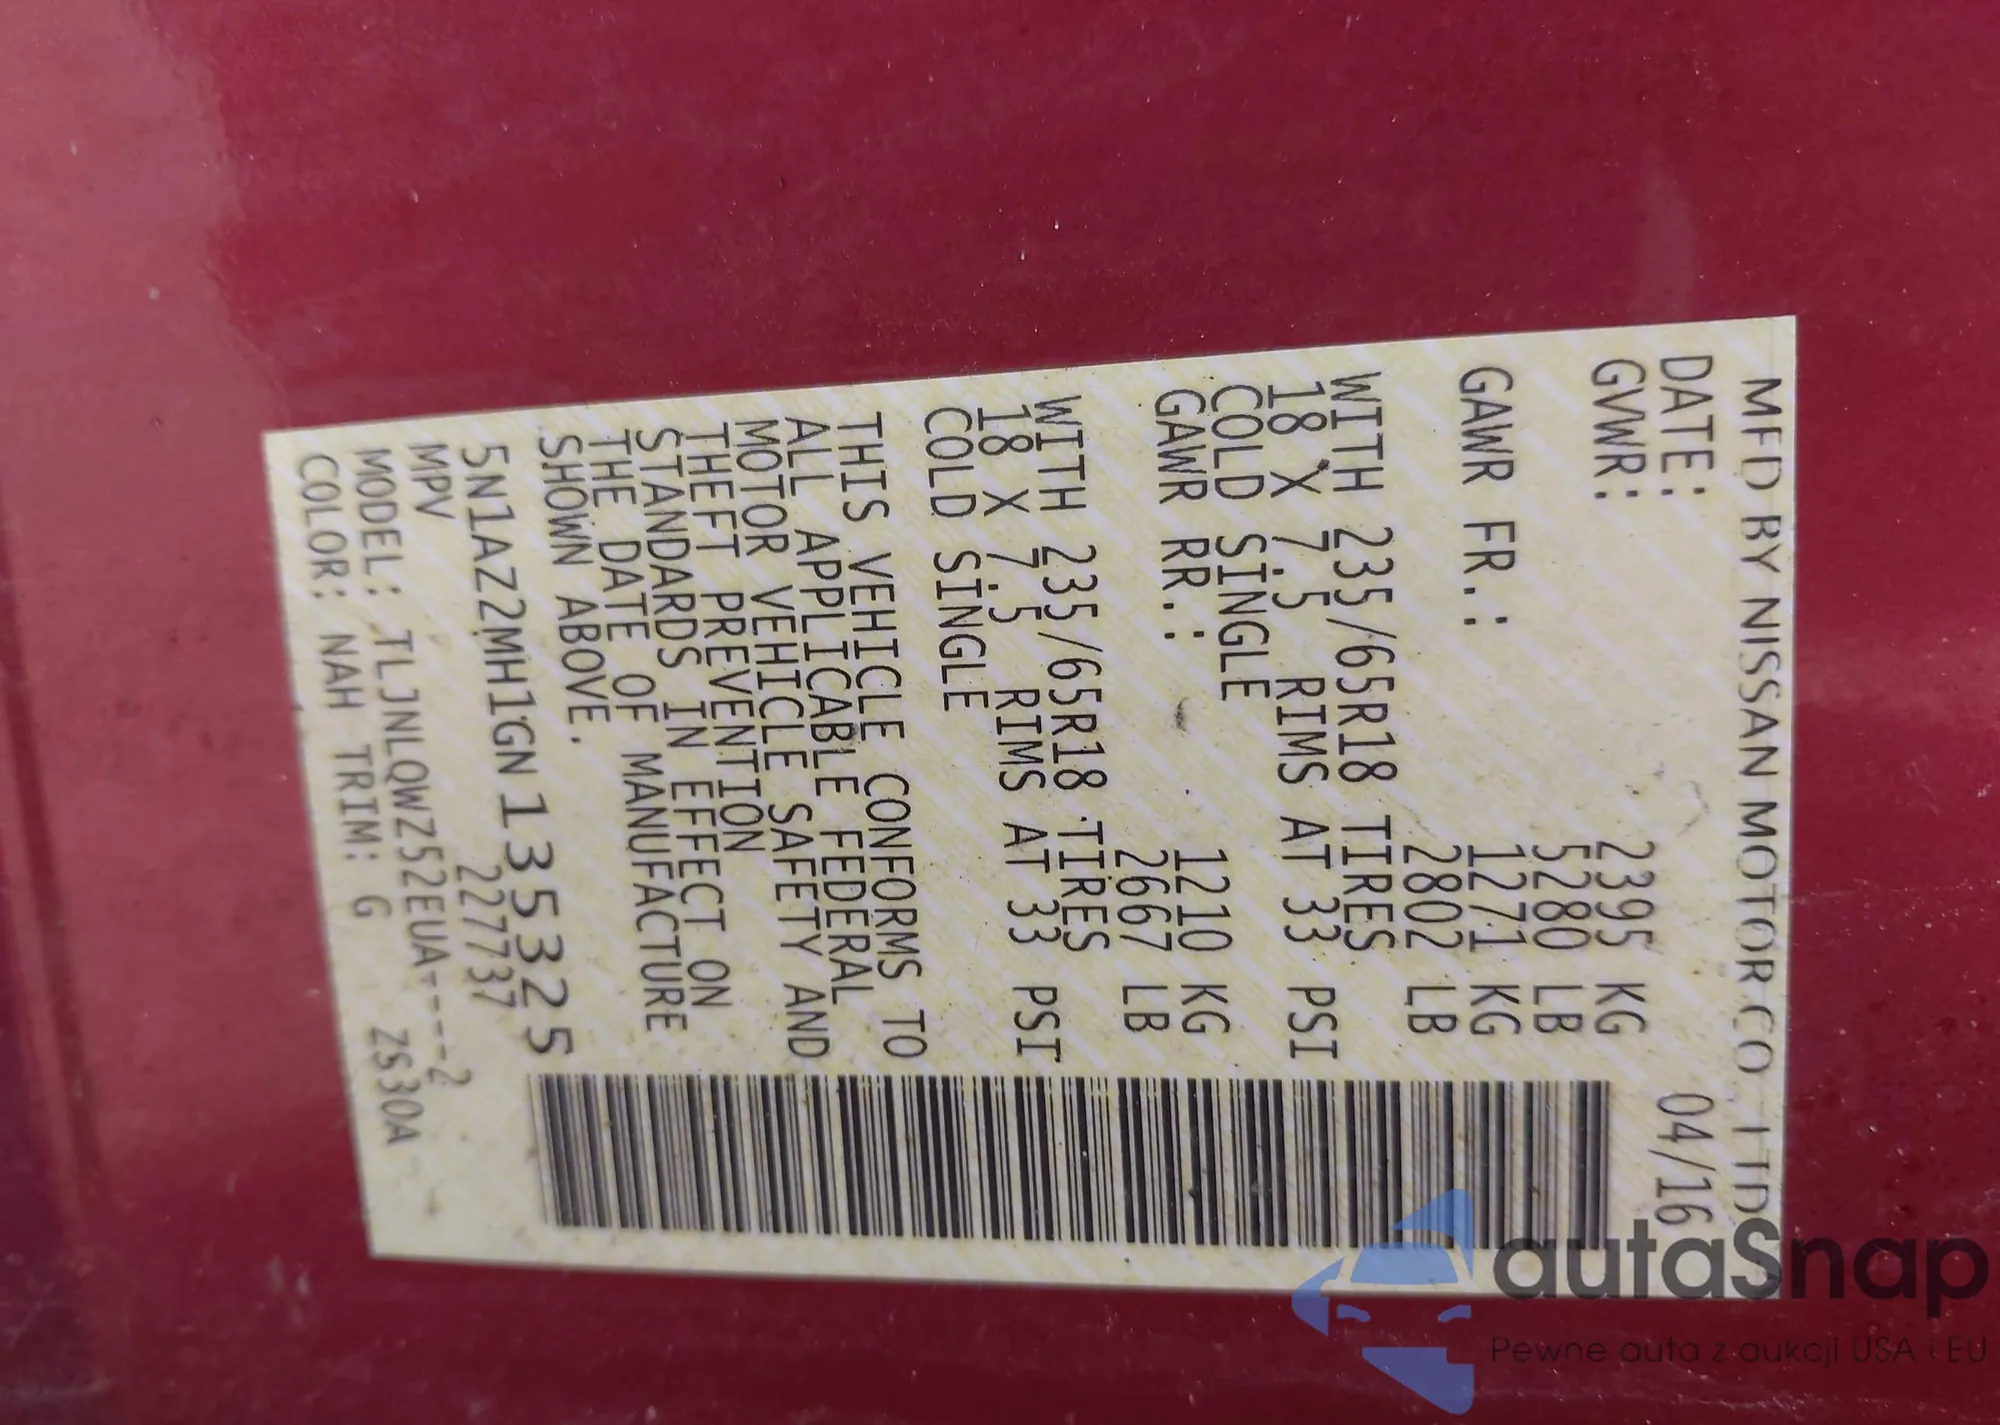 MFD BY NISSAN MOTOR CO., LTD.
DATE: 04/16
GVWR: 2395 KG
5280 LB
GAWR FR.: 1271 KG
2802 LB
WITH 235/65R18 TIRES
18 X 7.5 RIMS AT 33 PSI
COLD SINGLE
GAWR RR.: 1210 KG
2667 LB
WITH 235/65R18 TIRES
18 X 7.5 RIMS AT 33 PSI
COLD SINGLE
THIS VEHICLE CONFORMS TO
ALL APPLICABLE FEDERAL
MOTOR VEHICLE SAFETY AND
THEFT PREVENTION
STANDARDS IN EFFECT ON
THE DATE OF MANUFACTURE
SHOWN ABOVE.
5N1AZ2MH1GN135325
MPV 227737
MODEL: TLJNLQWZ52EUA----2
COLOR: NAH TRIM: G ZS30A
autaSnap
Pewne auta z aukcji USA i EU